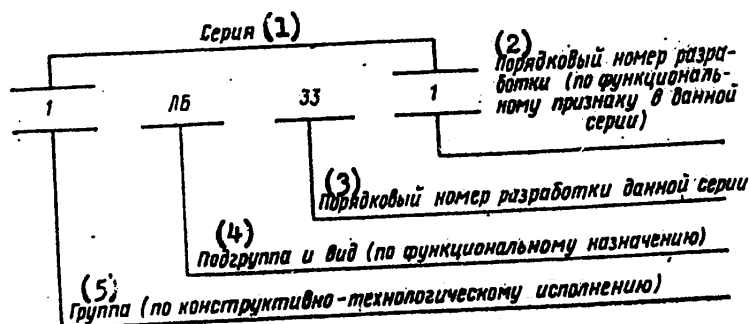 Серия (1)
(2)
Порядковый номер разра-
ботки (по функциональ-
ному признаку в данной
серии)
1 ЛБ 33 1
(3)
Порядковый номер разработки данной серии
(4)
Подгруппа и вид (по функциональному назначению)
(5)
Группа (по конструктивно-технологическому исполнению)